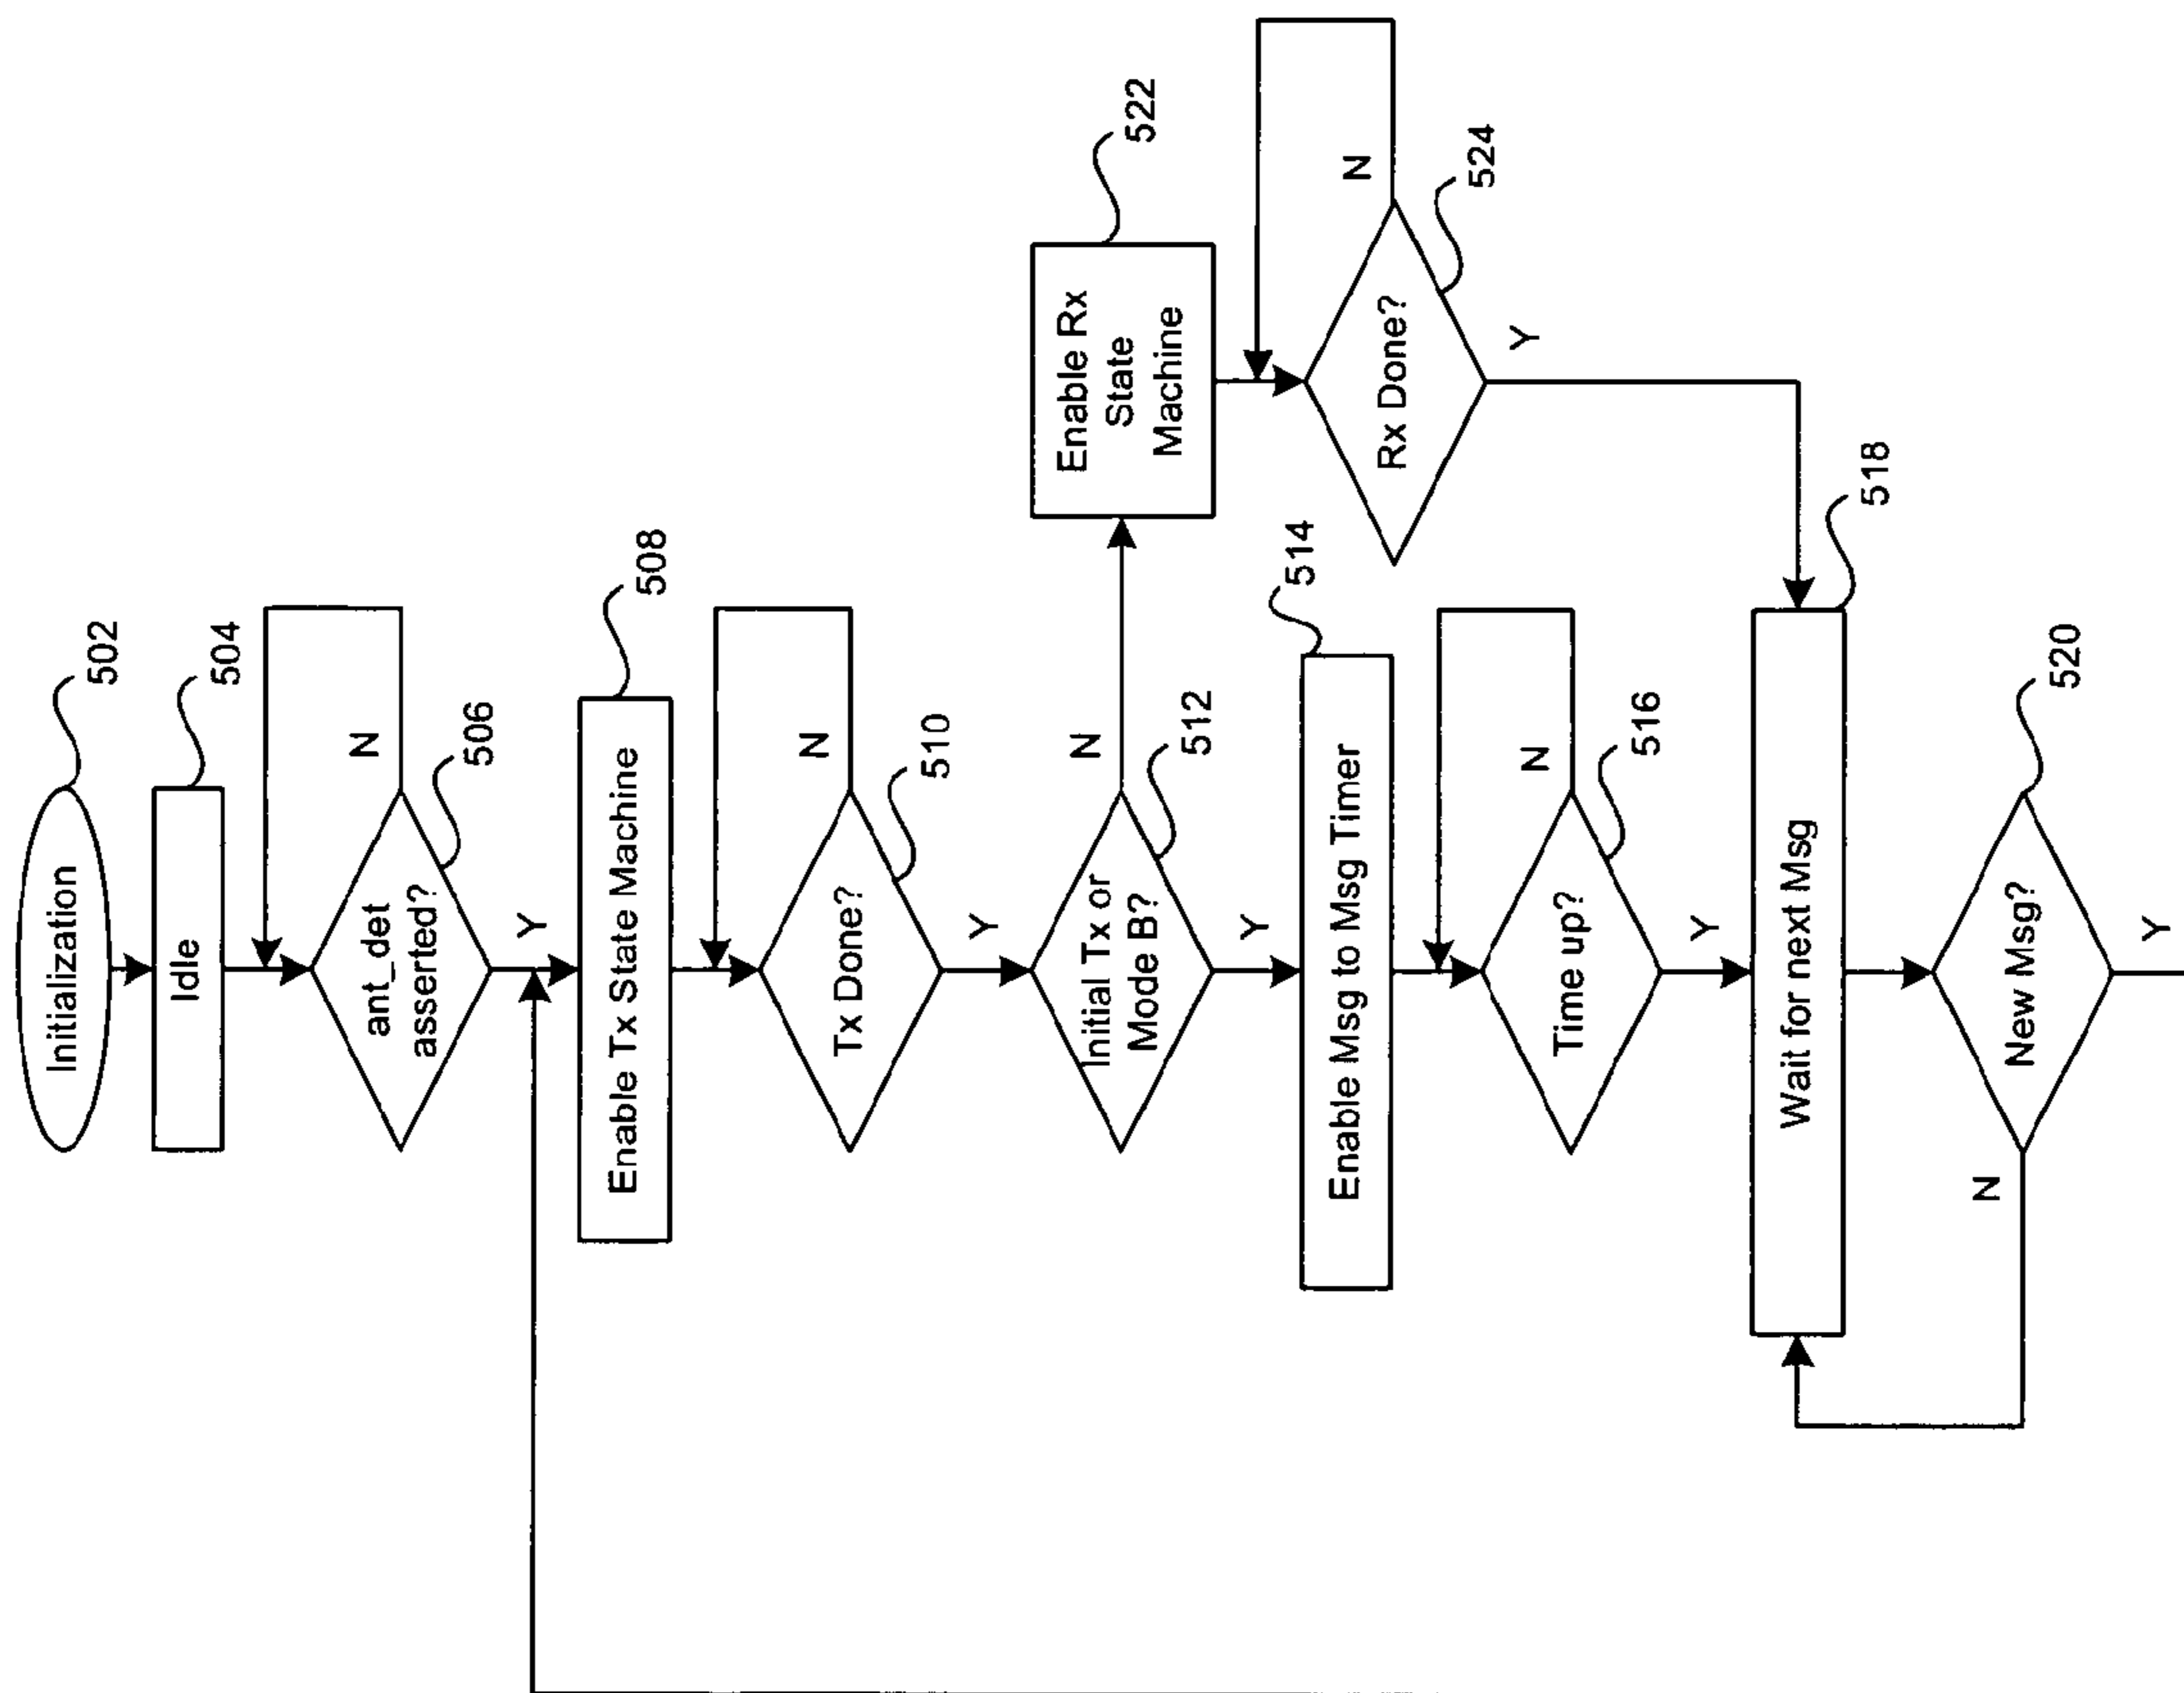 Initialization
502
Idle
504
ant_det
asserted?
506
N
Y
Enable Tx State Machine
508
Tx Done?
510
N
Y
Initial Tx or
Mode B?
512
N
Y
Enable Rx
State
Machine
522
Rx Done?
524
N
Y
Enable Msg to Msg Timer
514
Time up?
516
N
Y
Wait for next Msg
518
New Msg?
520
N
Y